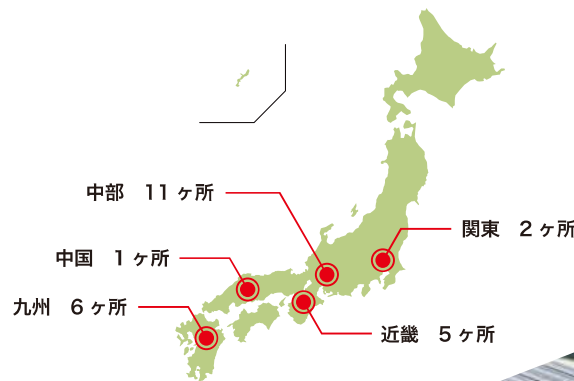 中部　11ヶ所
関東　2ヶ所
中国　1ヶ所
九州　6ヶ所
近畿　5ヶ所